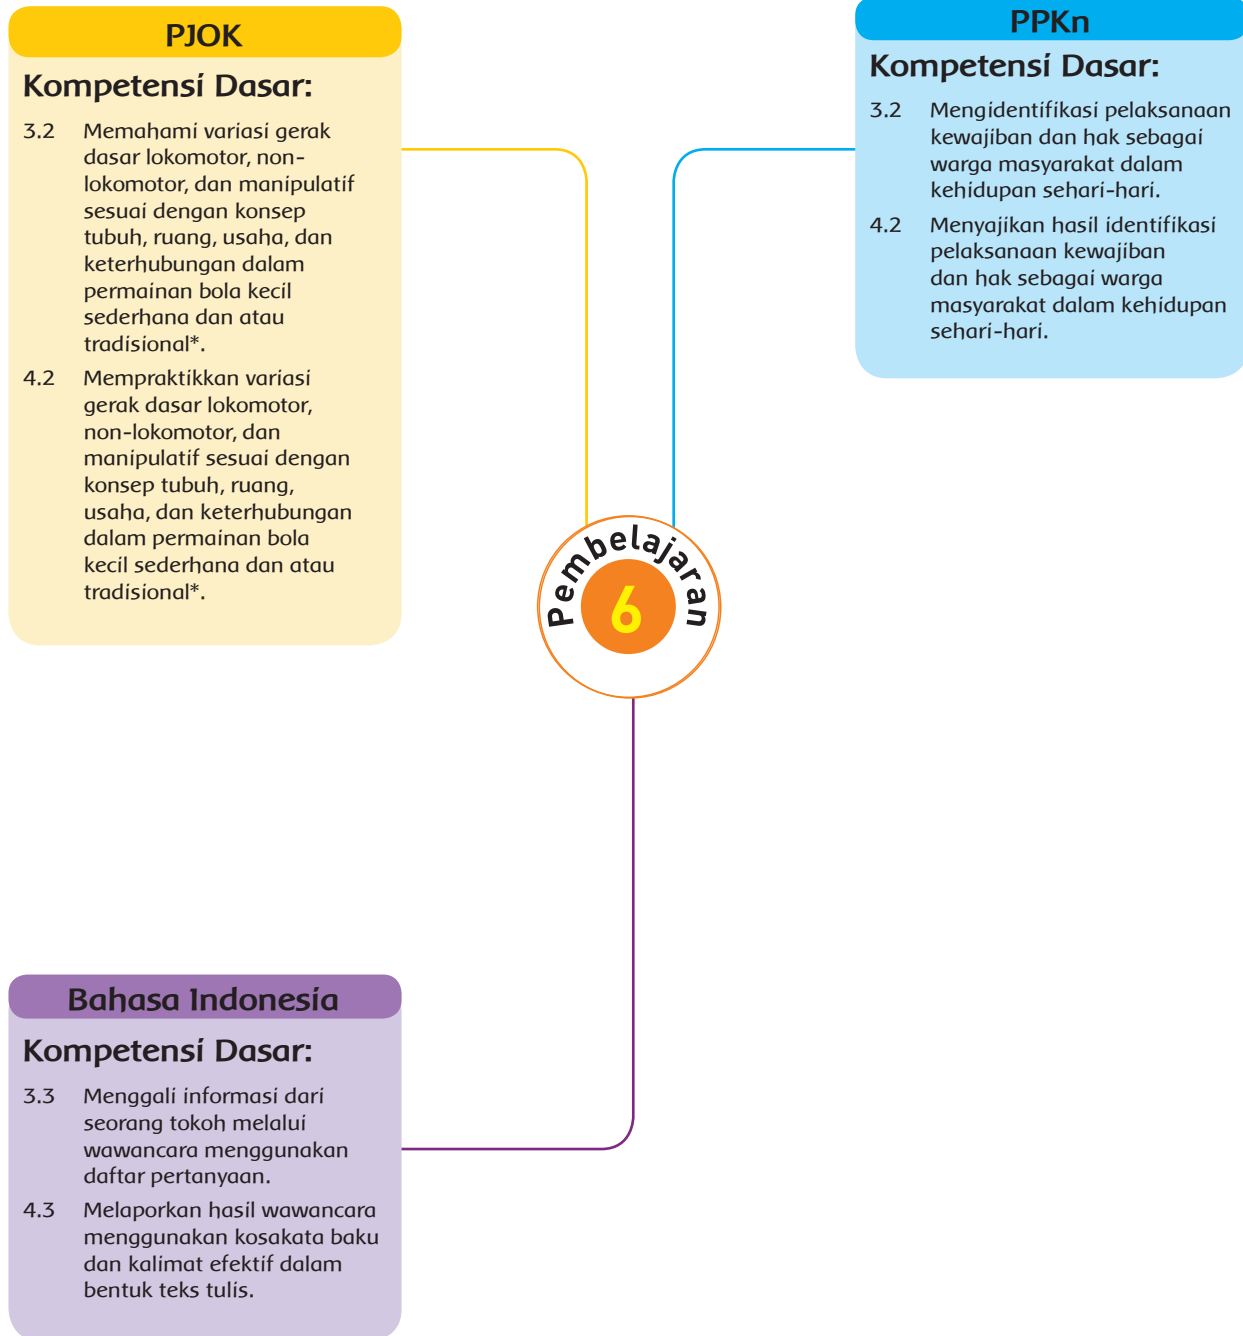 PJOK
Kompetensi Dasar:
3.2 Memahami variasi gerak
dasar lokomotor, non-
lokomotor, dan manipulatif
sesuai dengan konsep
tubuh, ruang, usaha, dan
keterhubungan dalam
permainan bola kecil
sederhana dan atau
tradisional*.
4.2 Mempraktikkan variasi
gerak dasar lokomotor,
non-lokomotor, dan
manipulatif sesuai dengan
konsep tubuh, ruang,
usaha, dan keterhubungan
dalam permainan bola
kecil sederhana dan atau
tradisional*.
PPKn
Kompetensi Dasar:
3.2 Mengidentifikasi pelaksanaan
kewajiban dan hak sebagai
warga masyarakat dalam
kehidupan sehari-hari.
4.2 Menyajikan hasil identifikasi
pelaksanaan kewajiban
dan hak sebagai warga
masyarakat dalam kehidupan
sehari-hari.
Pembelajaran
6
Bahasa Indonesia
Kompetensi Dasar:
3.3 Menggali informasi dari
seorang tokoh melalui
wawancara menggunakan
daftar pertanyaan.
4.3 Melaporkan hasil wawancara
menggunakan kosakata baku
dan kalimat efektif dalam
bentuk teks tulis.